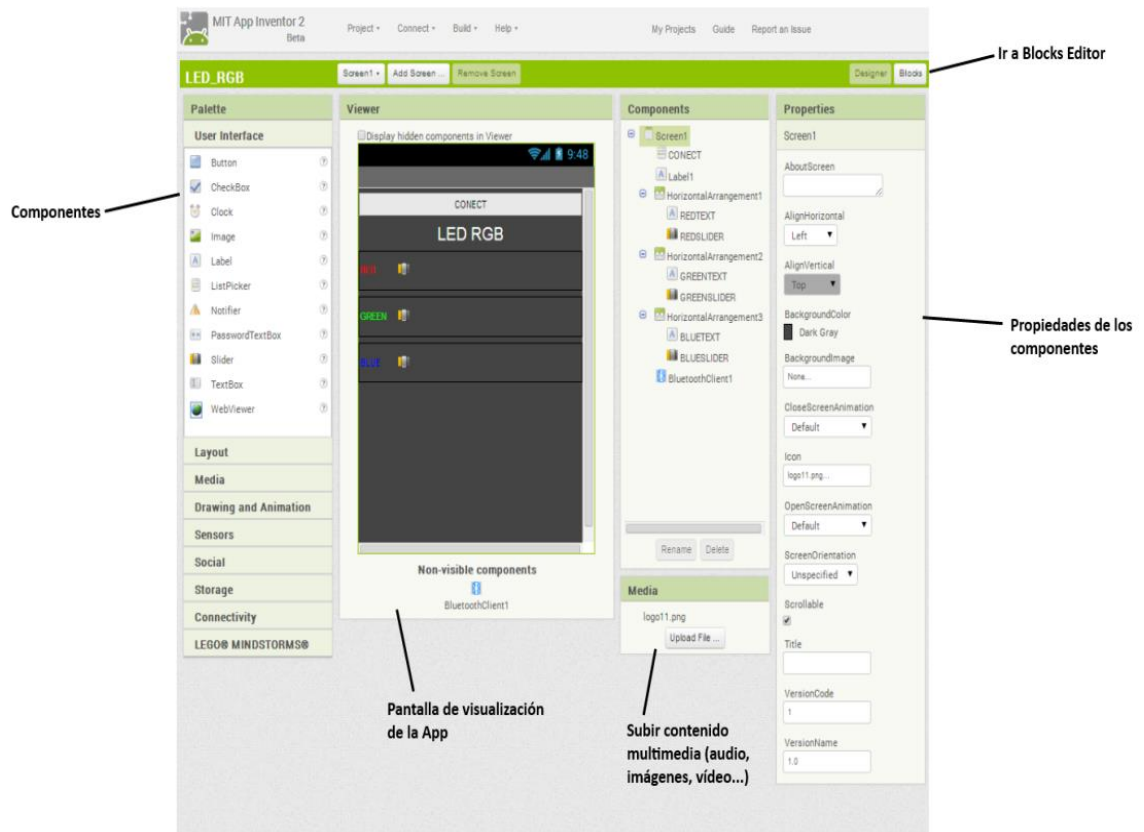 MIT App Inventor 2
Beta
Project
Connect
Build
Help
My Projects
Guide
Report an Issue
Ir a Blocks Editor
LED_RGB
Screen1
Add Screen ...
Remove Screen
Designer
Blocks
Palette
User Interface
Button
CheckBox
Clock
Image
Label
ListPicker
Notifier
PasswordTextBox
Slider
TextBox
WebViewer
Layout
Media
Drawing and Animation
Sensors
Social
Storage
Connectivity
LEGO® MINDSTORMS®
Componentes
Viewer
Display hidden components in Viewer
9:48
CONECT
LED RGB
RED
GREEN
BLUE
Non-visible components
BluetoothClient1
Pantalla de visualización
de la App
Components
Screen1
CONECT
Label1
HorizontalArrangement1
REDTEXT
REDSLIDER
HorizontalArrangement2
GREENTEXT
GREENSLIDER
HorizontalArrangement3
BLUETEXT
BLUESLIDER
BluetoothClient1
Rename
Delete
Media
logo11.png
Upload File ...
Subir contenido
multimedia (audio,
imágenes, vídeo...)
Properties
Screen1
AboutScreen
AlignHorizontal
Left
AlignVertical
Top
BackgroundColor
Dark Gray
BackgroundImage
None...
CloseScreenAnimation
Default
Icon
logo11.png...
OpenScreenAnimation
Default
ScreenOrientation
Unspecified
Scrollable
Title
VersionCode
1
VersionName
1.0
Propiedades de los
componentes